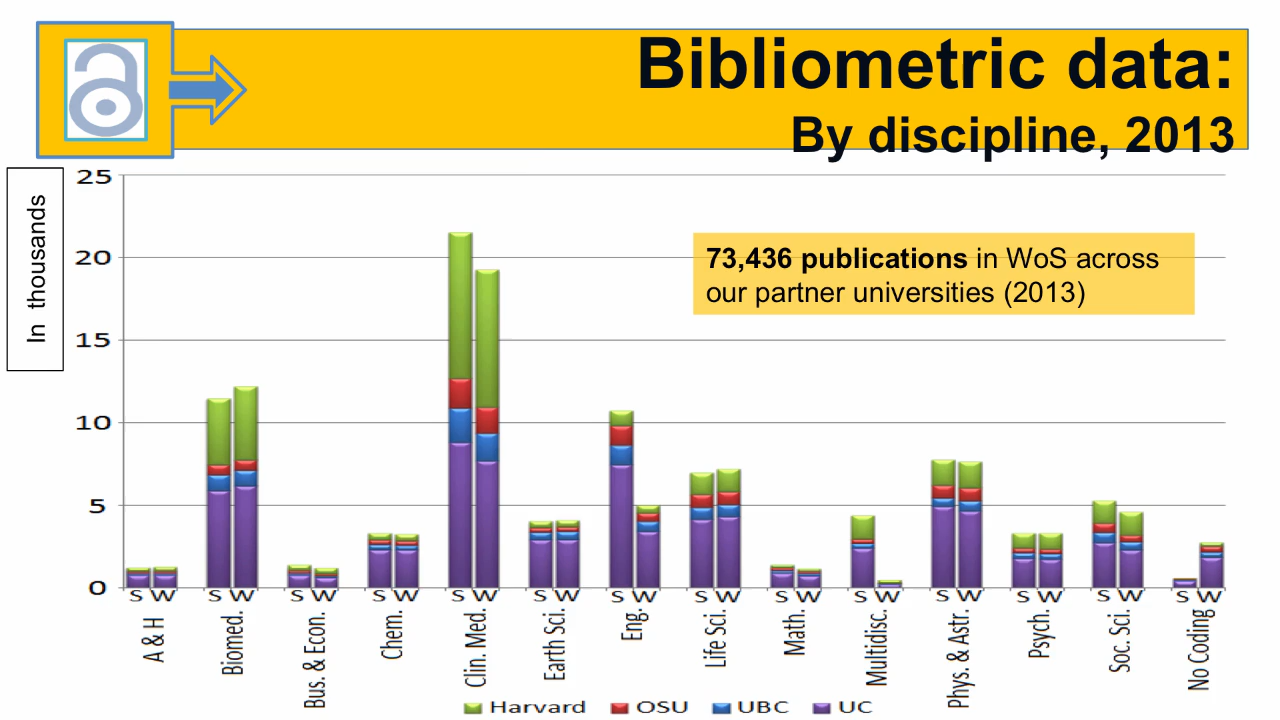 Bibliometric data:
By discipline, 2013
In thousands
25
20
15
10
5
0
73,436 publications in WoS across
our partner universities (2013)
S W S W S W S W S W S W S W S W S W S W S W S W S W S W
A & H
Biomed.
Bus. & Econ.
Chem.
Clin. Med.
Earth Sci.
Eng.
Life Sci.
Math.
Multidisc.
Phys. & Astr.
Psych.
Soc. Sci.
No Coding
Harvard OSU UBC UC